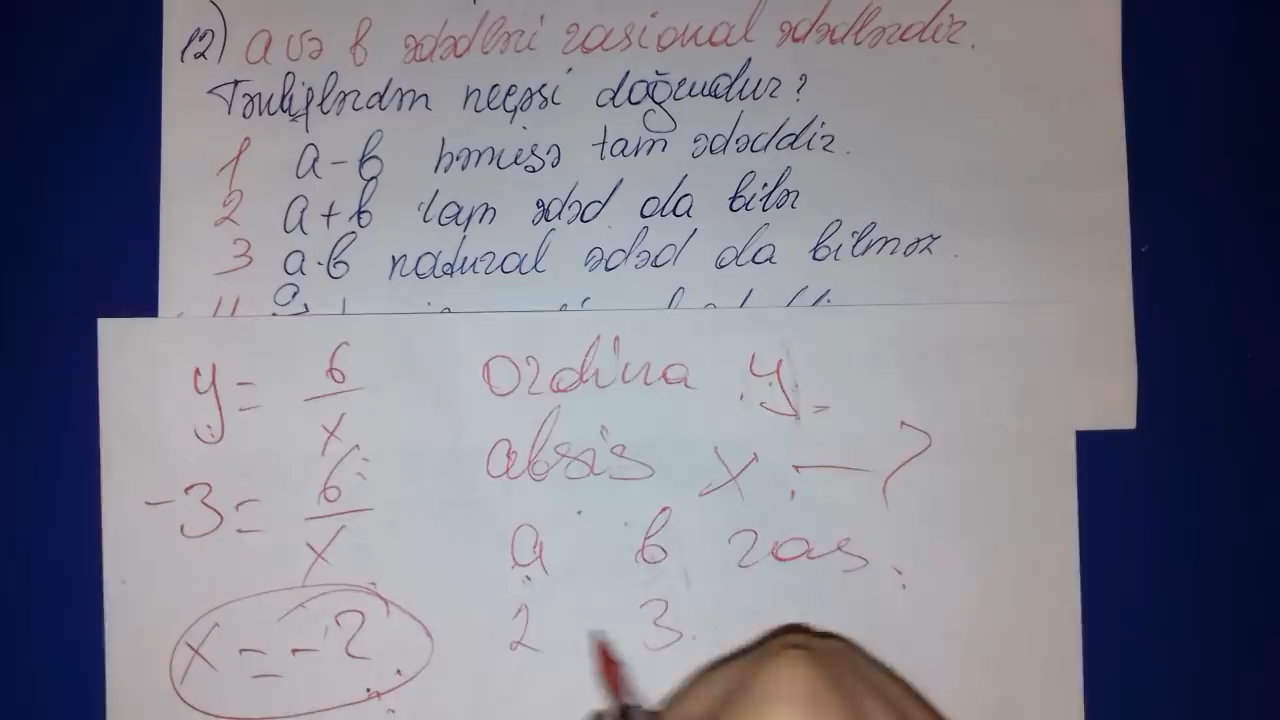 12) a və b ədədləri rasional ədədlərdir.
Təkliflərdən neçəsi doğrudur?
1 a-b həmişə tam ədəddir.
2 a+b tam ədəd ola bilər
3 a·b natural ədəd ola bilməz.
y = 6/x ordina y
-3 = 6/x absis x - ?
a b ras.
x = -2 2 3